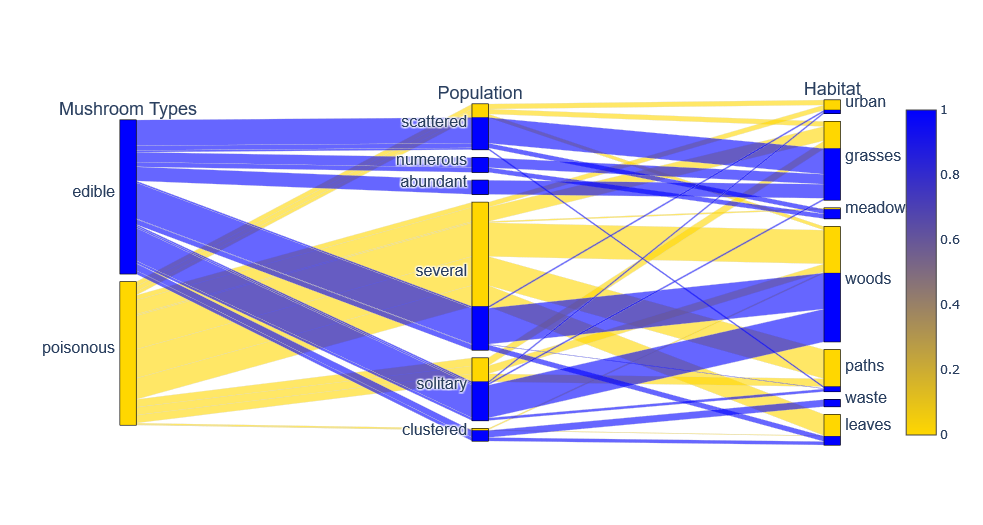 Mushroom Types
edible
poisonous
Population
scattered
numerous
abundant
several
solitary
clustered
Habitat
urban
grasses
meadow
woods
paths
waste
leaves
1
0.8
0.6
0.4
0.2
0